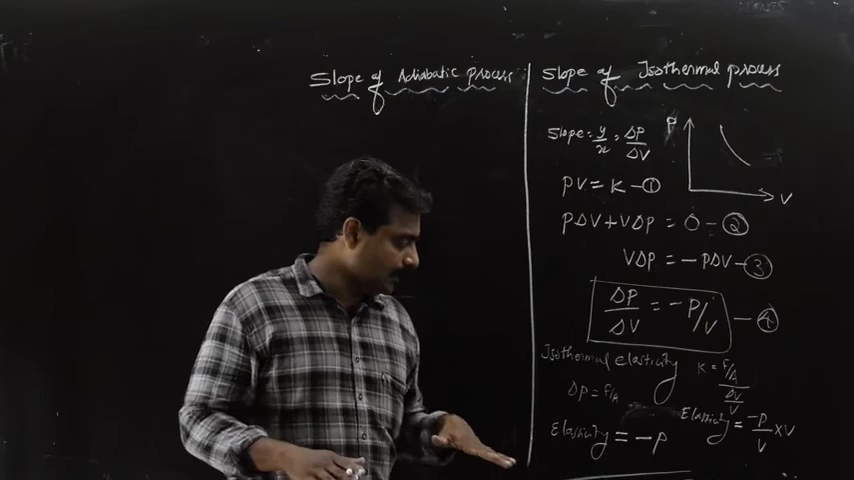 Slope of Adiabatic process
Slope of Isothermal process
Slope = y/x = ΔP/ΔV
P
V
PV = K - ①
PΔV + VΔP = 0 - ②
VΔP = -PΔV - ③
ΔP/ΔV = -P/V - ④
Isothermal elasticity
K = F/A / ΔV/V
ΔP = F/A
Elasticity = -P/V × V
Elasticity = -P